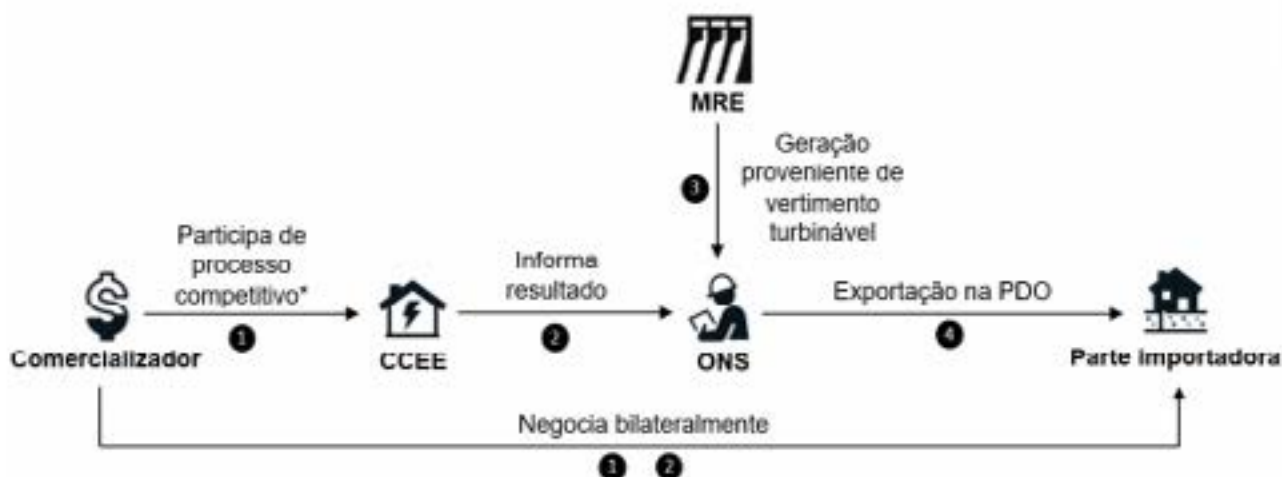 MRE
Geração
proveniente de
vertimento
turbinável
3
Participa de
processo
competitivo*
1
Informa
resultado
2
Exportação na PDO
4
Comercializador
CCEE
ONS
Parte importadora
Negocia bilateralmente
1 2